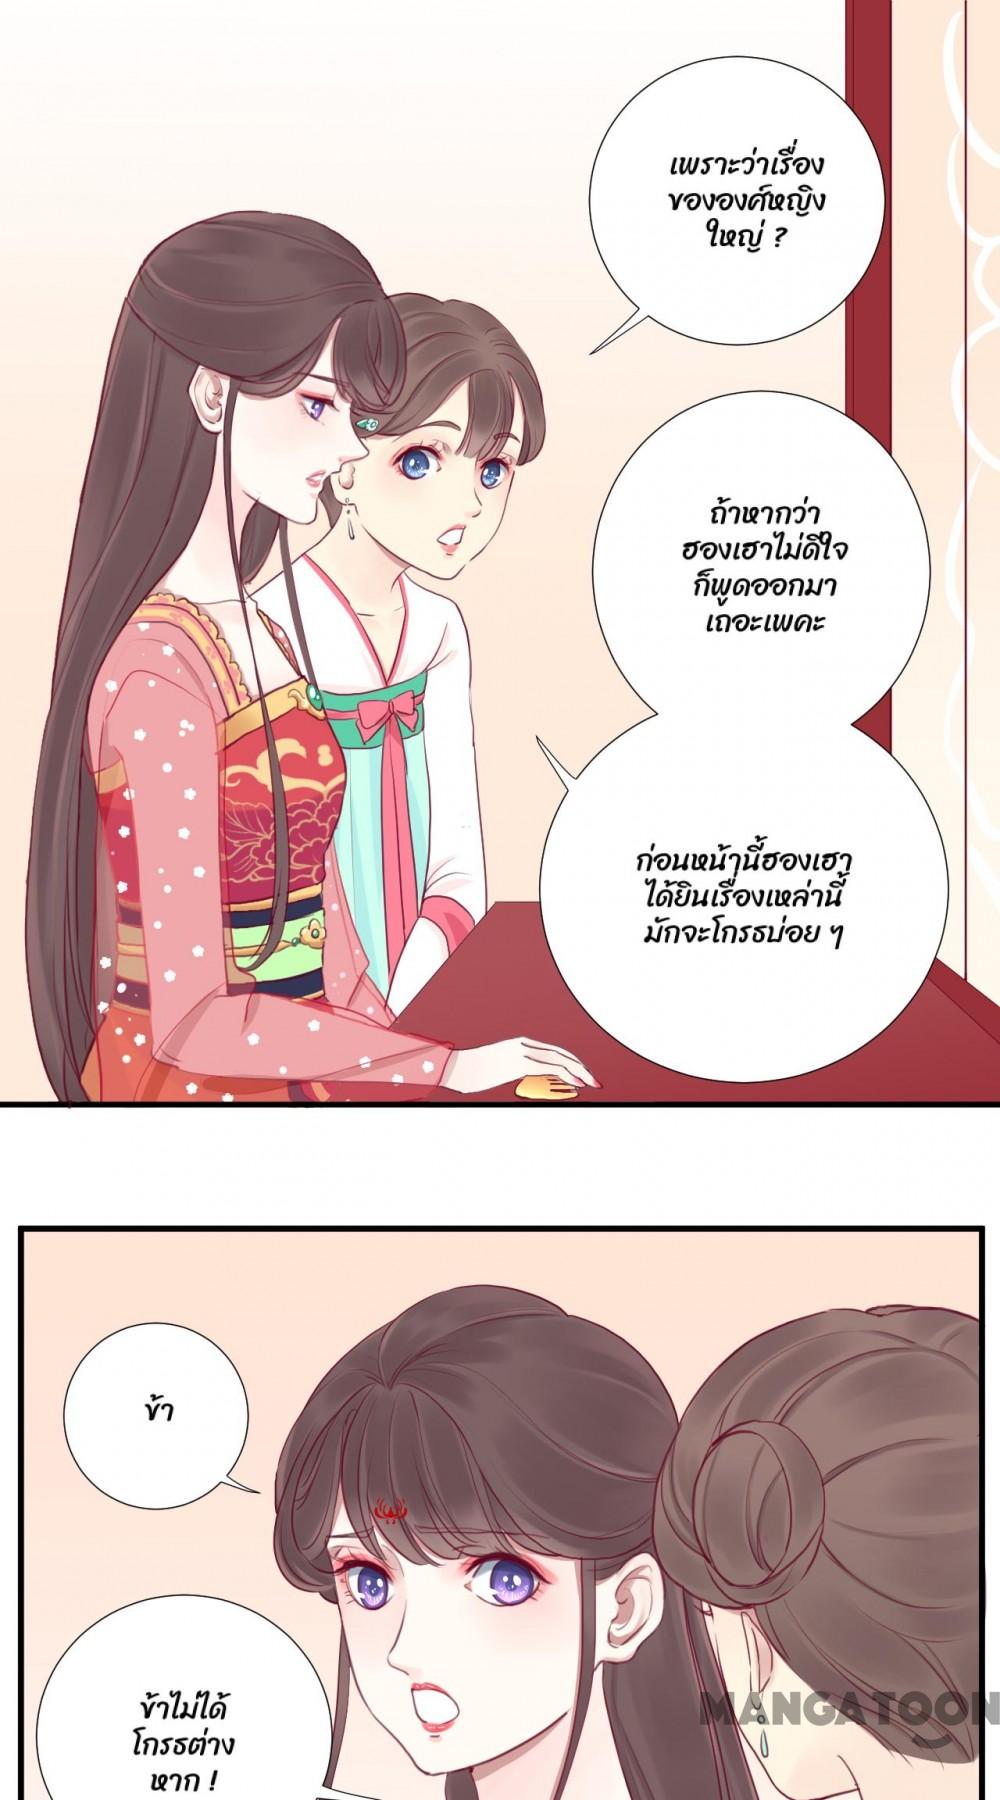 เพราะว่าเรื่อง
ขององค์หญิง
ใหญ่ ?
ถ้าหากว่า
ฮองเฮาไม่ดีใจ
ก็พูดออกมา
เถอะเพคะ
ก่อนหน้านี้ฮองเฮา
ได้ยินเรื่องเหล่านี้
มักจะโกรธบ่อย ๆ
ข้า
ข้าไม่ได้
โกรธต่าง
หาก !
MANGATOON